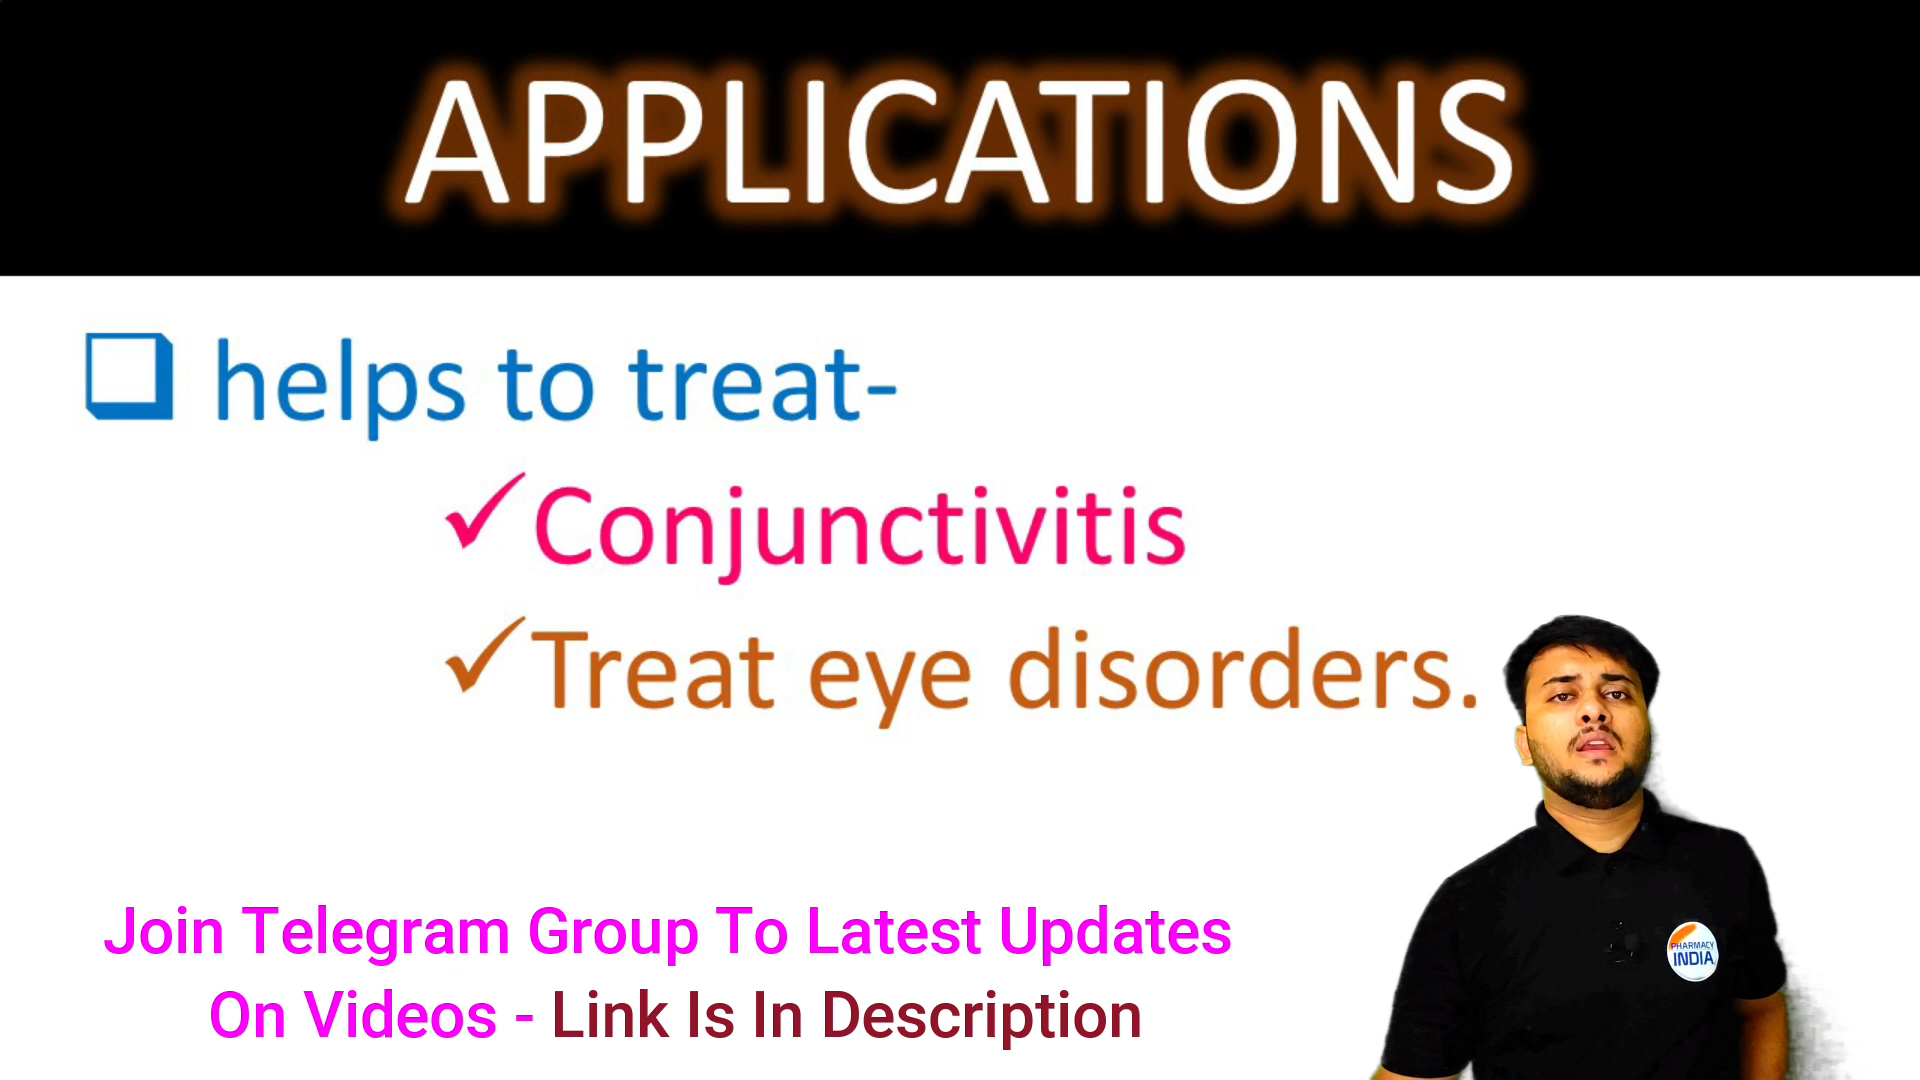 APPLICATIONS
helps to treat-
Conjunctivitis
Treat eye disorders.
Join Telegram Group To Latest Updates
On Videos - Link Is In Description
PHARMACY
INDIA